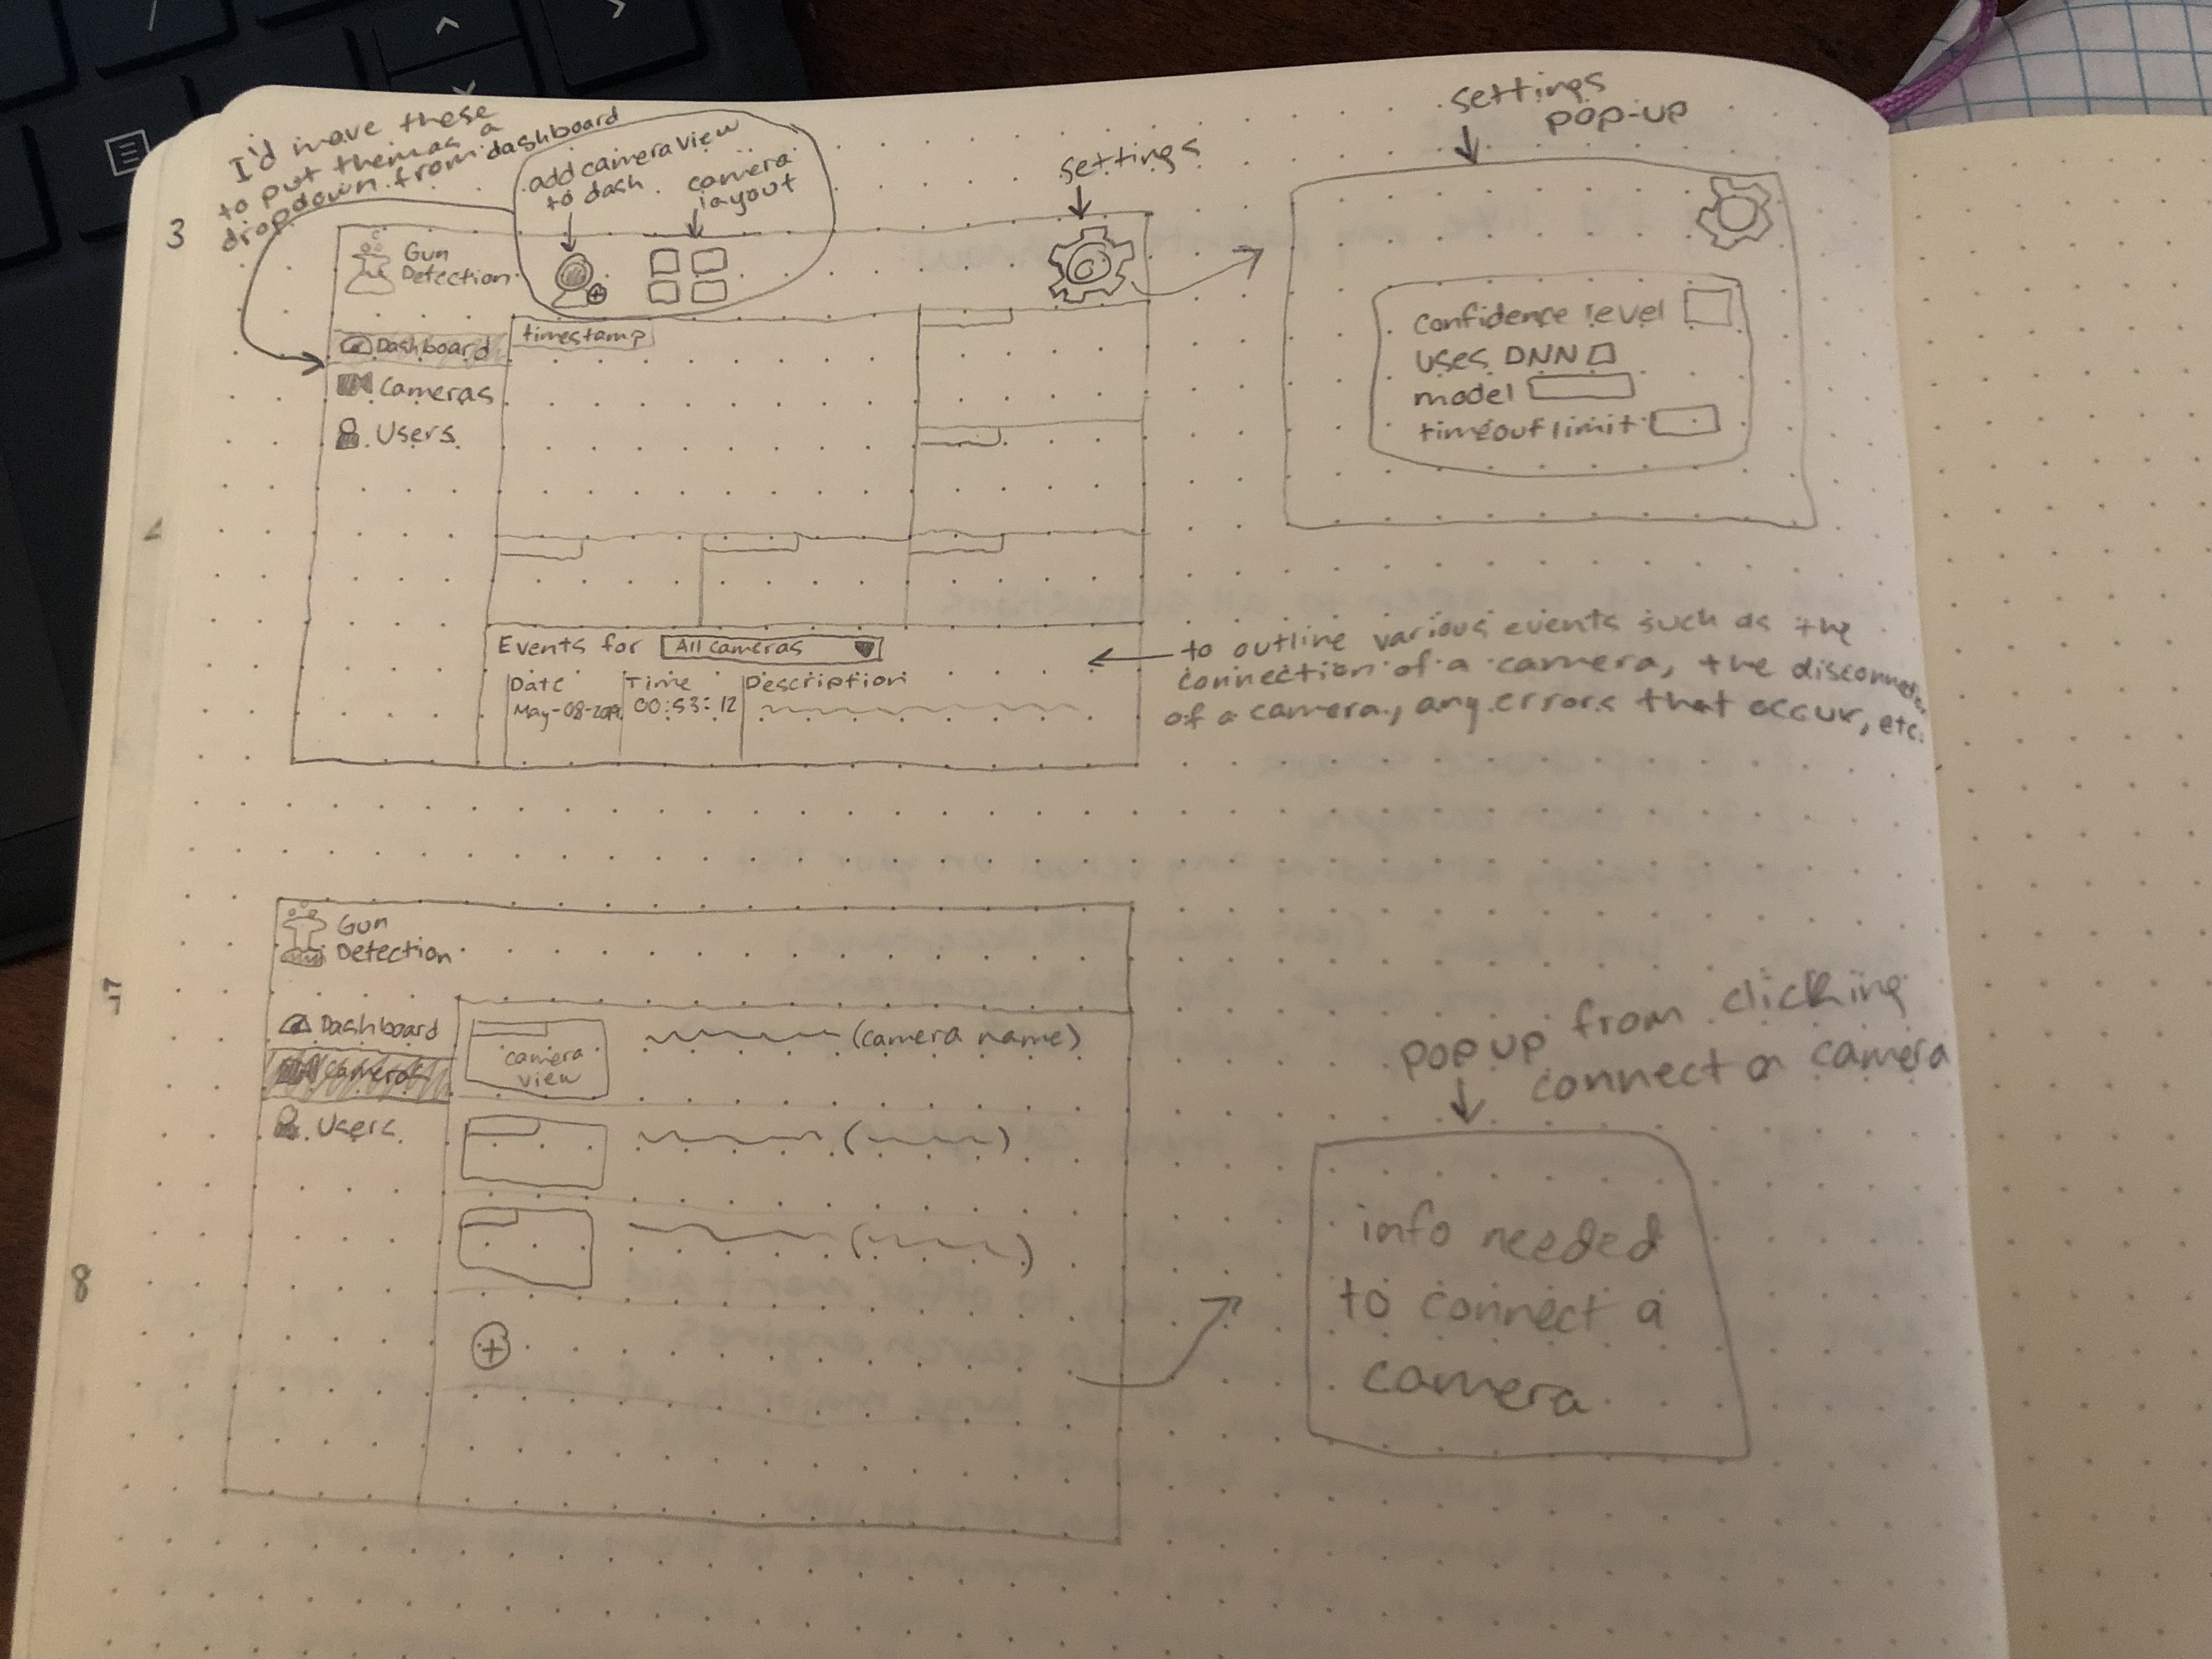 I'd move these
to put them as a
dropdown from dashboard
add camera view
to dash
camera
layout
settings
settings
pop-up
3
Gun
Detection
Dashboard
timestamp
Cameras
Users
confidence level
uses DNN
model
timeout limit
Events for All cameras
Date Time Description
May-08-2019 00:53:12
to outline various events such as the
connection of a camera, the disconnect
of a camera, any errors that occur, etc.
Gun
Detection
7
Dashboard
Cameras
Users
camera
view
(camera name)
8
pop up from clicking
connect a camera
info needed
to connect a
camera